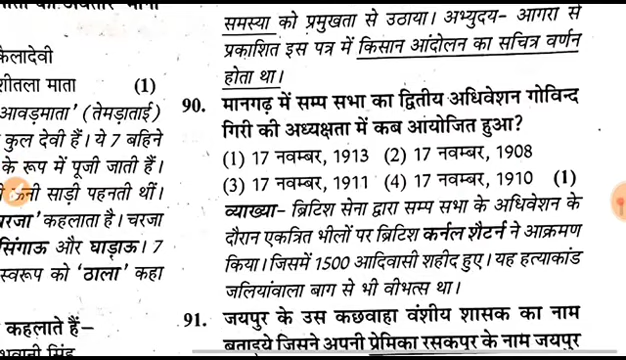 कैलादेवी
शीतला माता (1)
आवड़माता' (तेमड़ाताई)
कुल देवी हैं। ये 7 बहिने
के रूप में पूजी जाती हैं।
साड़ी पहनती थीं।
कहलाता है। चरजा
सिंगाऊ और घाड़ाऊ। 7
स्वरूप को 'ठाला' कहा
कहलाते हैं–
समस्या को प्रमुखता से उठाया। अभ्युदय- आगरा से
प्रकाशित इस पत्र में किसान आंदोलन का सचित्र वर्णन
होता था।
90. मानगढ़ में सम्प सभा का द्वितीय अधिवेशन गोविन्द
गिरी की अध्यक्षता में कब आयोजित हुआ?
(1) 17 नवम्बर, 1913 (2) 17 नवम्बर, 1908
(3) 17 नवम्बर, 1911 (4) 17 नवम्बर, 1910 (1)
व्याख्या- ब्रिटिश सेना द्वारा सम्प सभा के अधिवेशन के
दौरान एकत्रित भीलों पर ब्रिटिश कर्नल शैटर्न ने आक्रमण
किया। जिसमें 1500 आदिवासी शहीद हुए। यह हत्याकांड
जलियांवाला बाग से भी वीभत्स था।
91. जयपुर के उस कछवाहा वंशीय शासक का नाम
बताइये जिसने अपनी प्रेमिका रसकपुर के नाम जयपुर